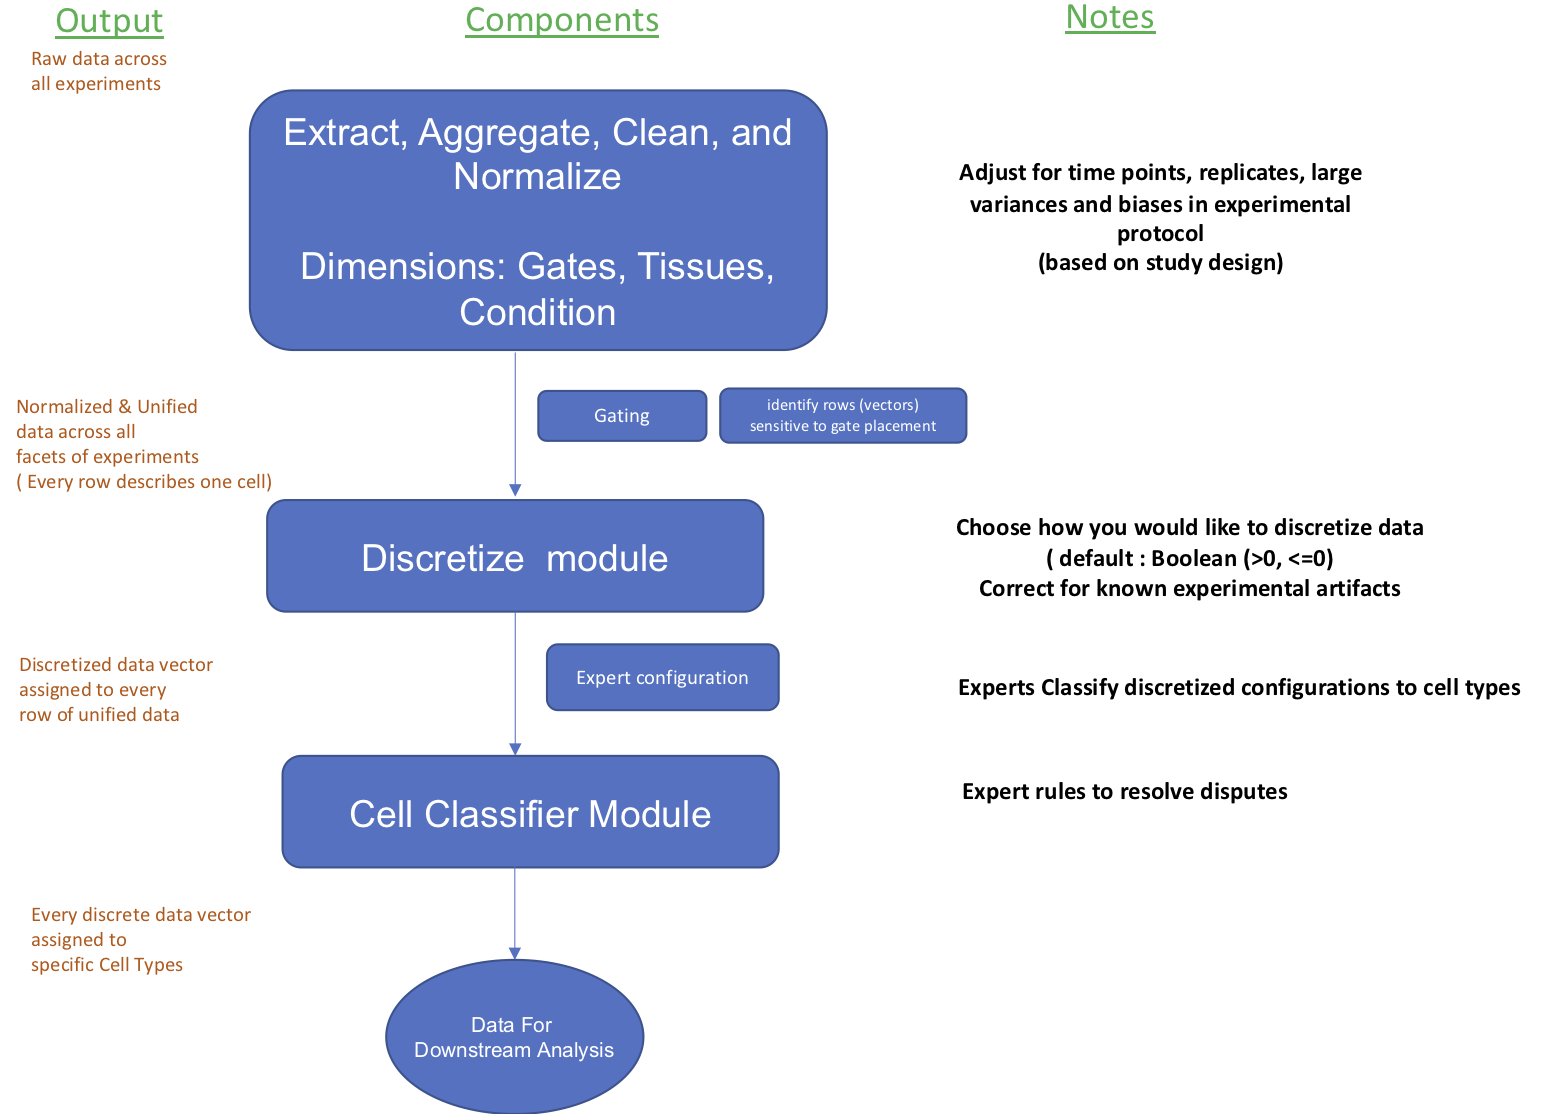 Output
Components
Notes
Raw data across
all experiments
Extract, Aggregate, Clean, and
Normalize
Dimensions: Gates, Tissues,
Condition
Adjust for time points, replicates, large
variances and biases in experimental
protocol
(based on study design)
Normalized & Unified
data across all
facets of experiments
( Every row describes one cell)
Gating
identify rows (vectors)
sensitive to gate placement
Discretize  module
Choose how you would like to discretize data
( default : Boolean (>0, <=0)
Correct for known experimental artifacts
Discretized data vector
assigned to every
row of unified data
Expert configuration
Experts Classify discretized configurations to cell types
Cell Classifier Module
Expert rules to resolve disputes
Every discrete data vector
assigned to
specific Cell Types
Data For
Downstream Analysis